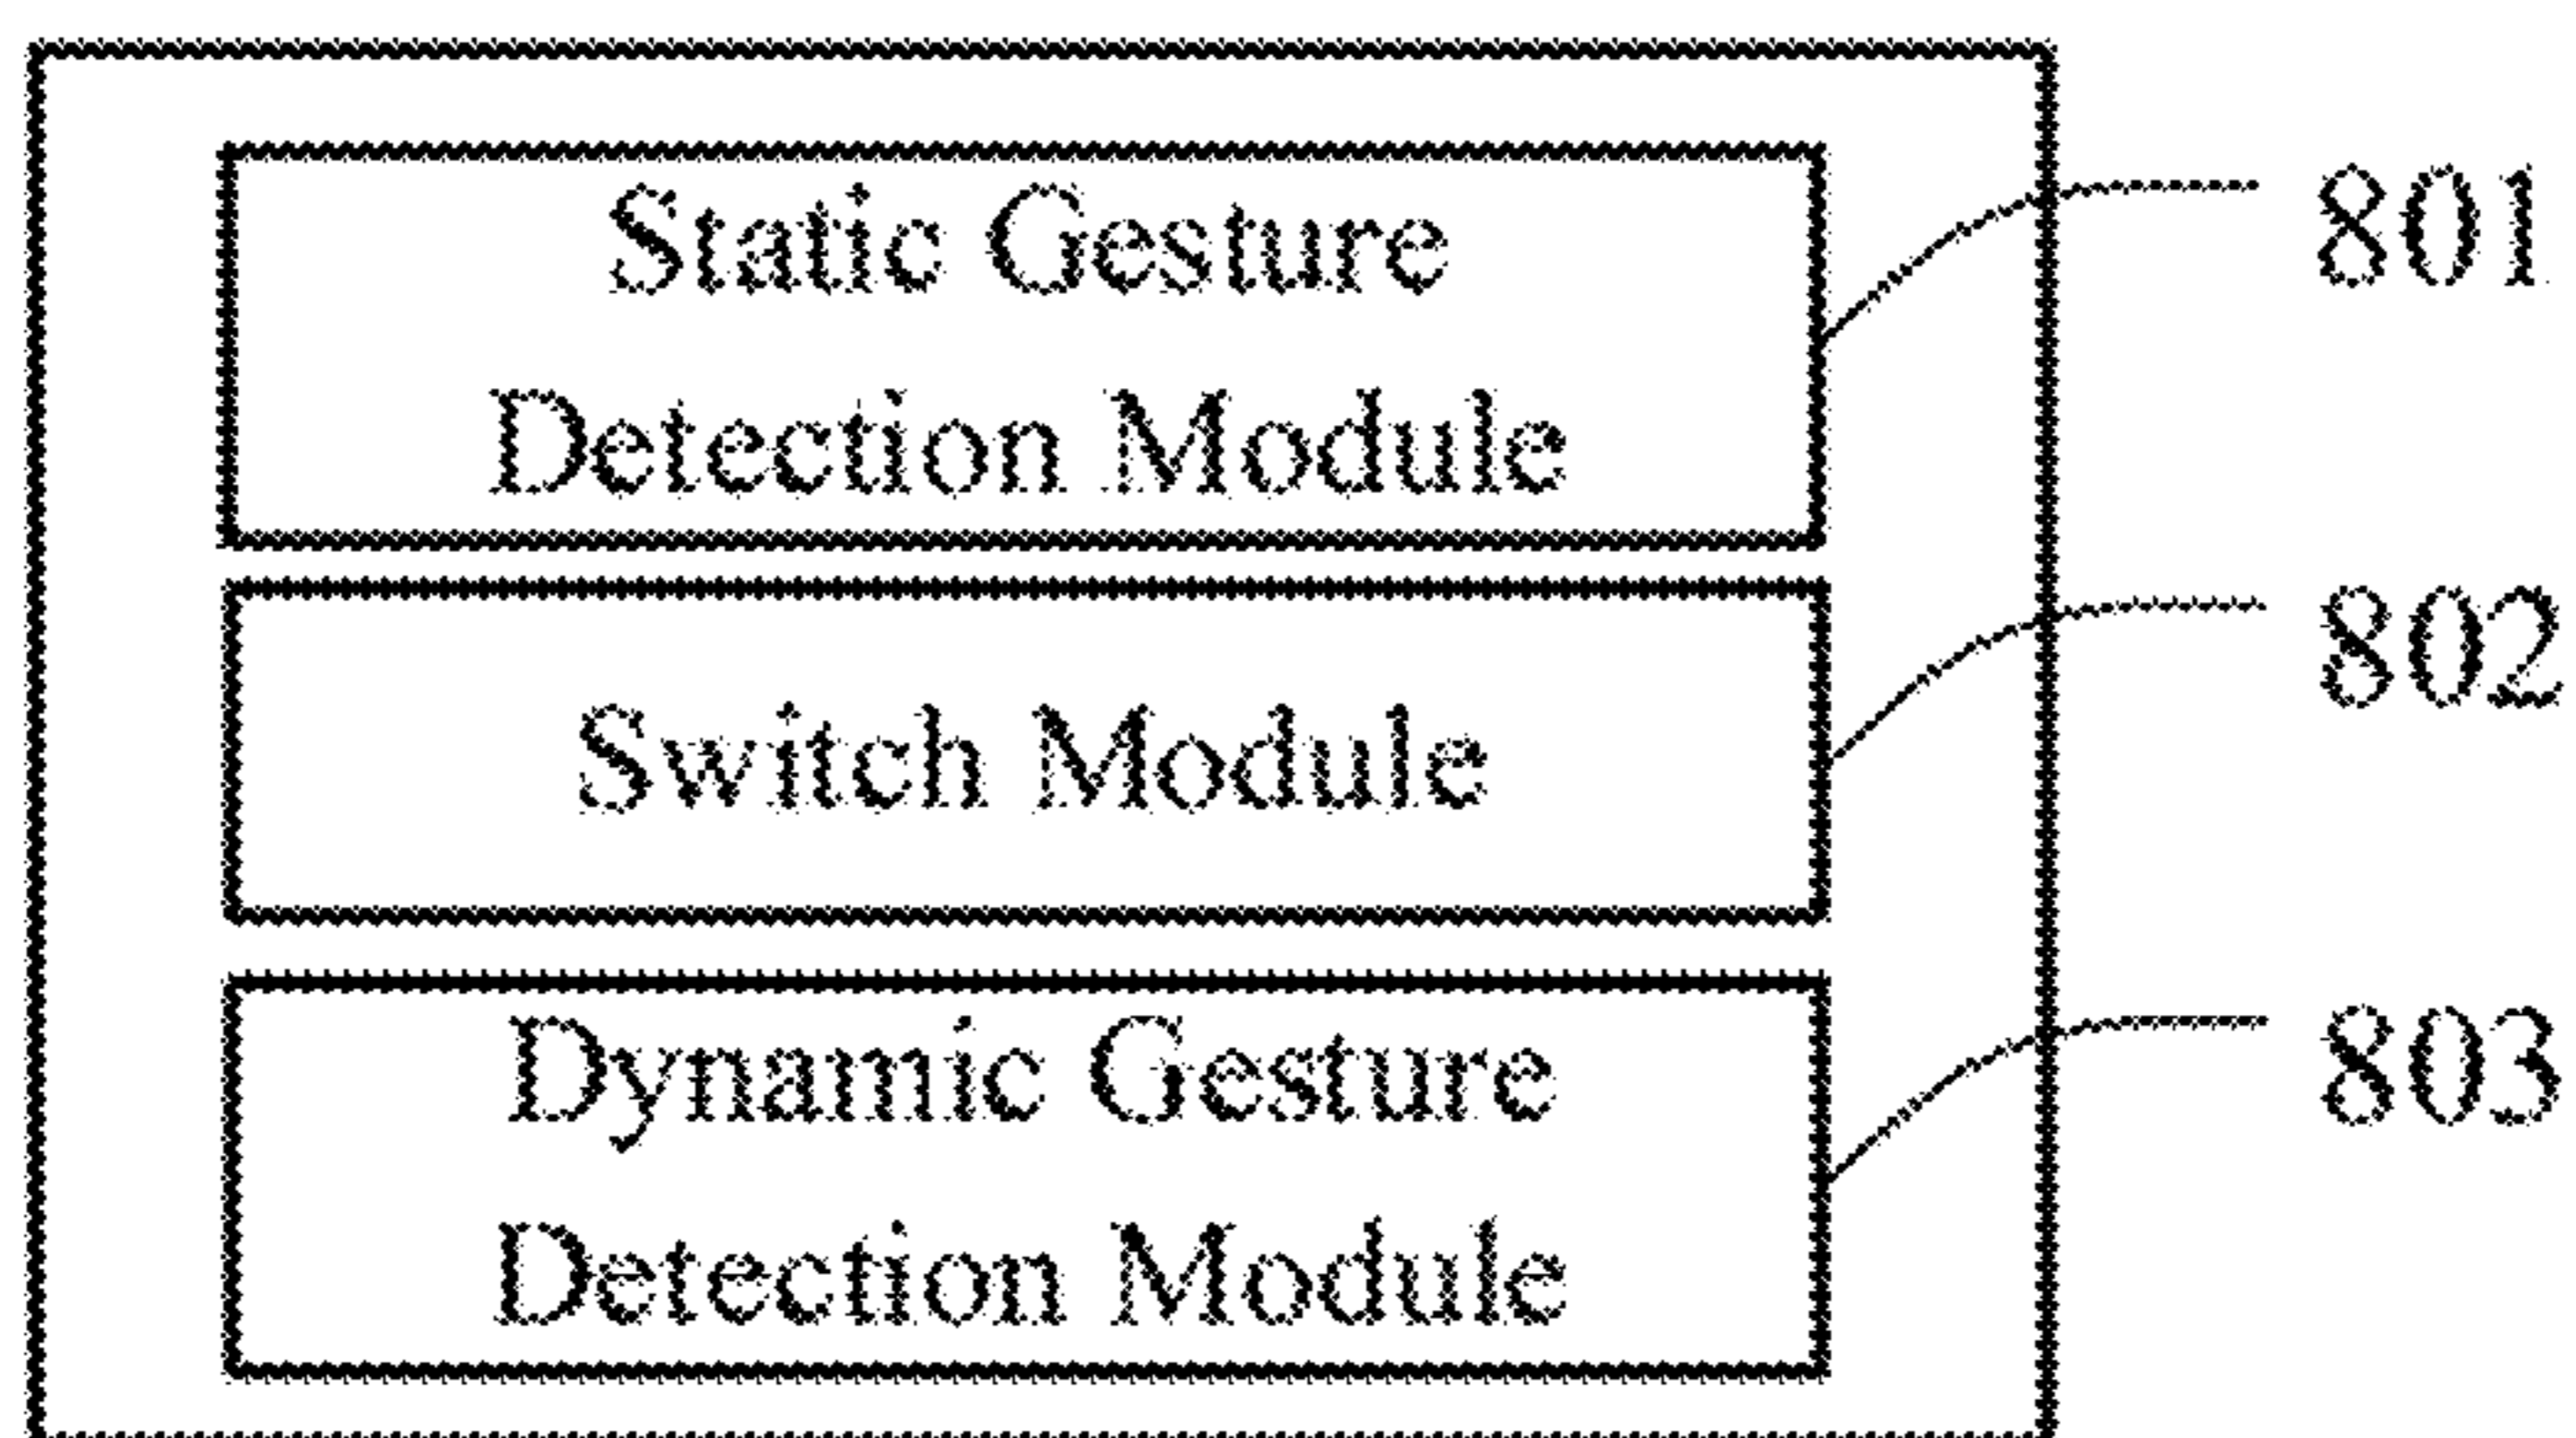 Static Gesture
Detection Module
801
Switch Module
802
Dynamic Gesture
Detection Module
803